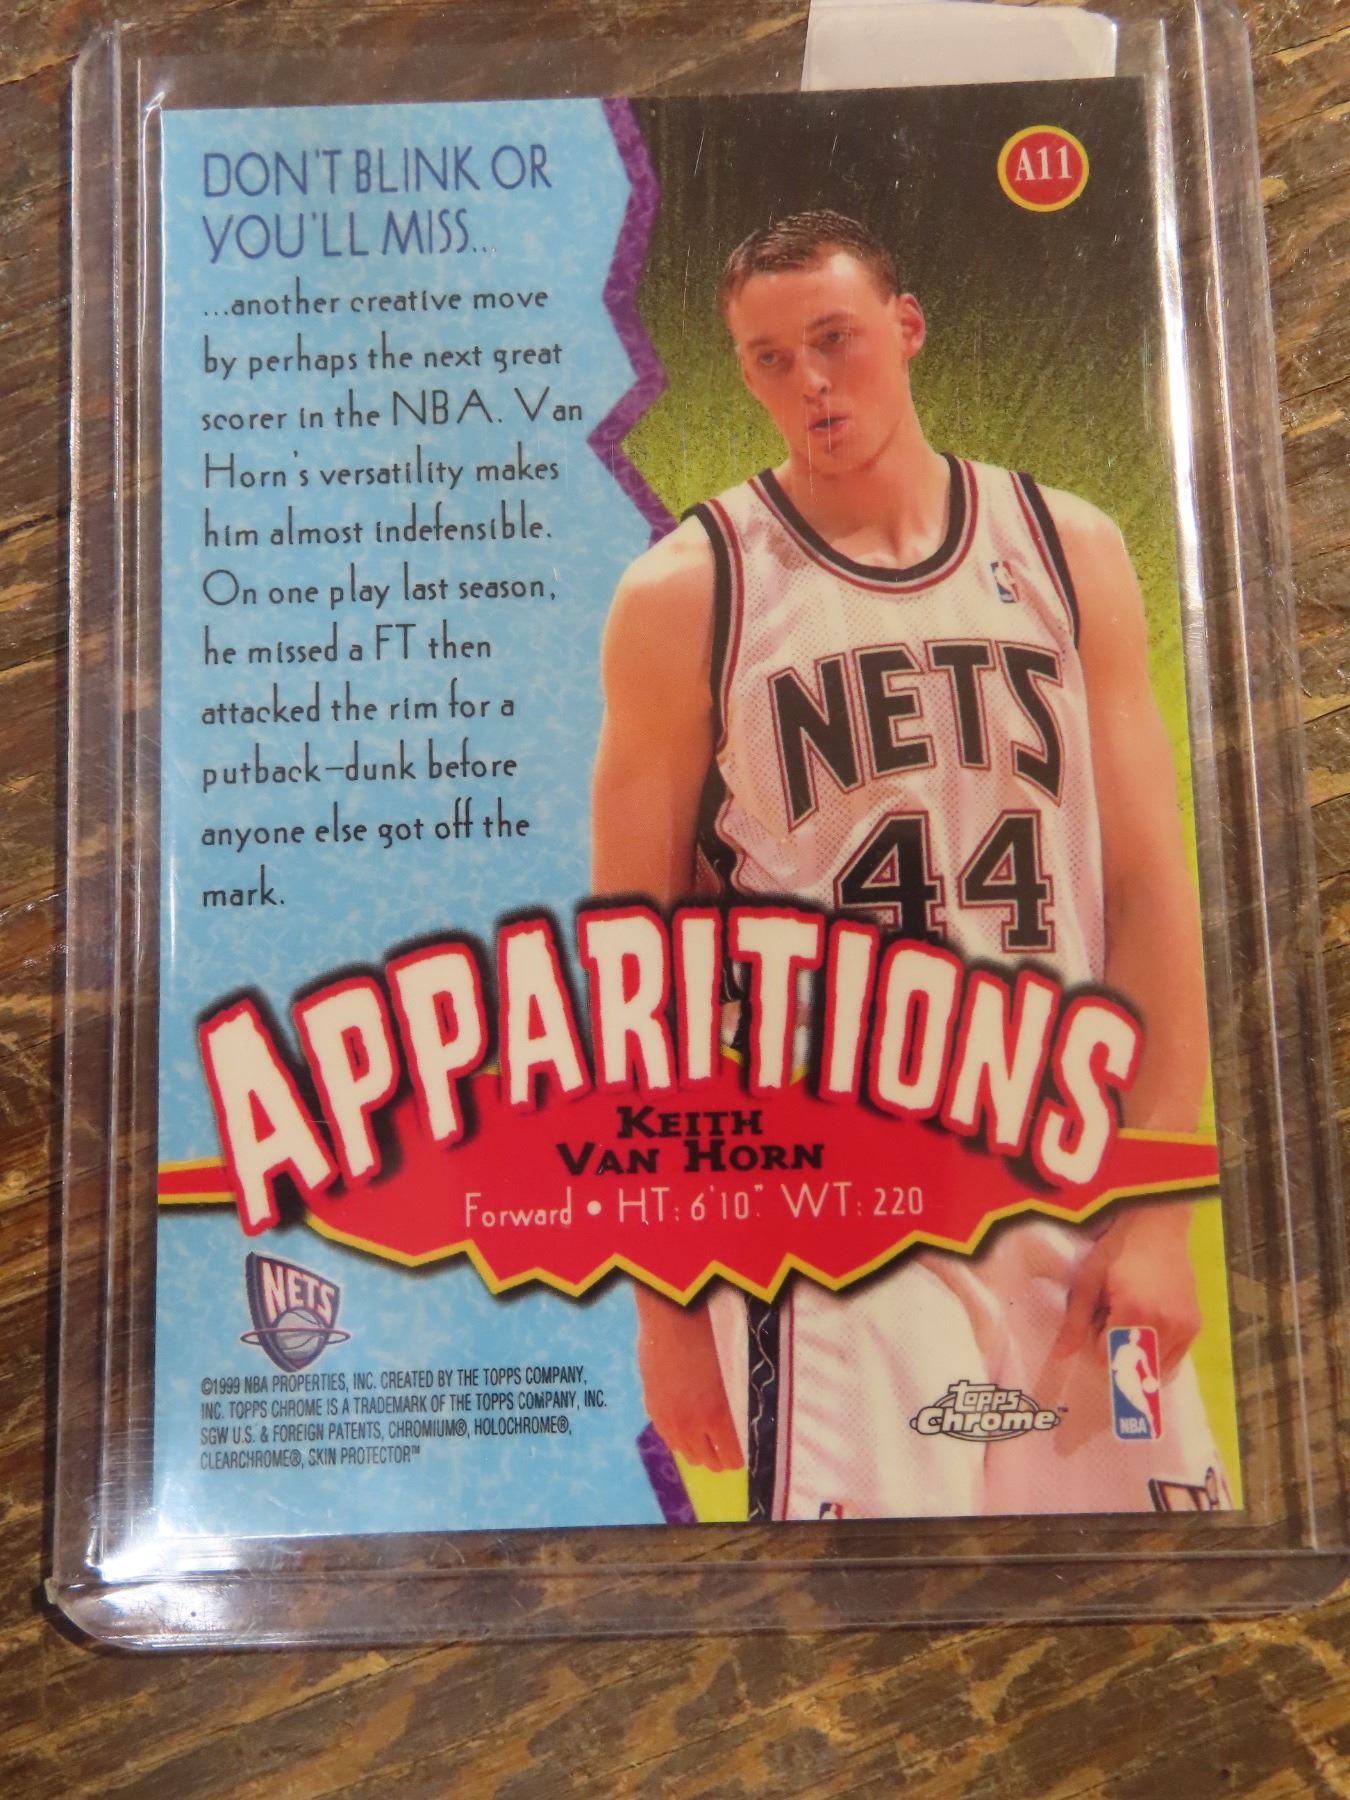 A11
DON'T BLINK OR
YOU'LL MISS...
...another creative move
by perhaps the next great
scorer in the NBA. Van
Horn's versatility makes
him almost indefensible.
On one play last season,
he missed a FT then
attacked the rim for a
putback-dunk before
anyone else got off the
mark.
NETS
44
APPARITIONS
KEITH
VAN HORN
Forward • HT: 6'10" WT: 220
NETS
©1999 NBA PROPERTIES, INC. CREATED BY THE TOPPS COMPANY,
INC. TOPPS CHROME IS A TRADEMARK OF THE TOPPS COMPANY, INC.
SGW U.S. & FOREIGN PATENTS, CHROMIUM®, HOLOCHROME®,
CLEARCHROME®, SKIN PROTECTOR™
topps
Chrome™
NBA